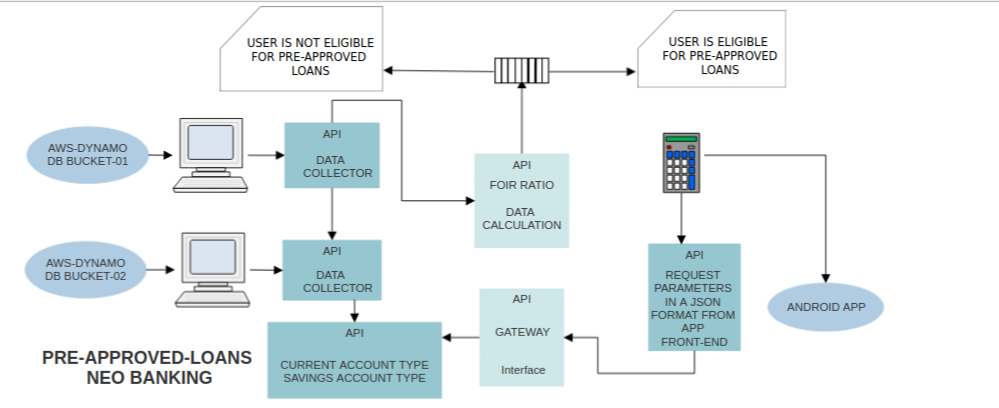 USER IS NOT ELIGIBLE
FOR PRE-APPROVED
LOANS
USER IS ELIGIBLE
FOR PRE-APPROVED
LOANS
AWS-DYNAMO
DB BUCKET-01
API
DATA
COLLECTOR
API
FOIR RATIO
DATA
CALCULATION
AWS-DYNAMO
DB BUCKET-02
API
DATA
COLLECTOR
API
REQUEST
PARAMETERS
IN A JSON
FORMAT FROM
APP
FRONT-END
ANDROID APP
API
GATEWAY
Interface
API
CURRENT ACCOUNT TYPE
SAVINGS ACCOUNT TYPE
PRE-APPROVED-LOANS
NEO BANKING